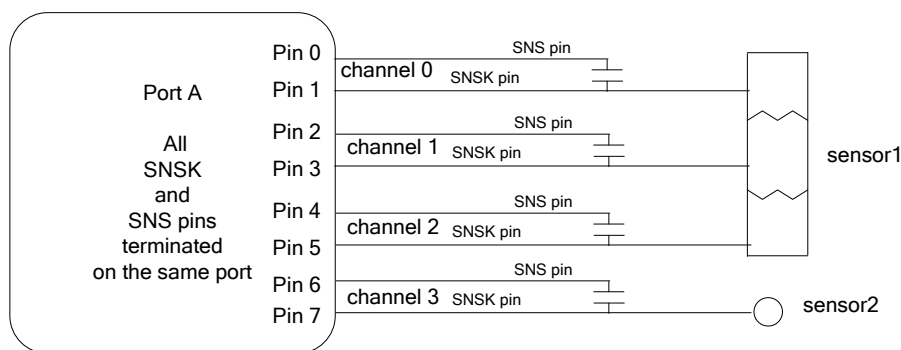 Pin 0
SNS pin
channel 0
SNSK pin
Port A
Pin 1
Pin 2
SNS pin
All
SNSK
and
SNS pins
terminated
on the same port
channel 1
SNSK pin
Pin 3
sensor1
Pin 4
SNS pin
channel 2
SNSK pin
Pin 5
Pin 6
SNS pin
channel 3
SNSK pin
Pin 7
sensor2